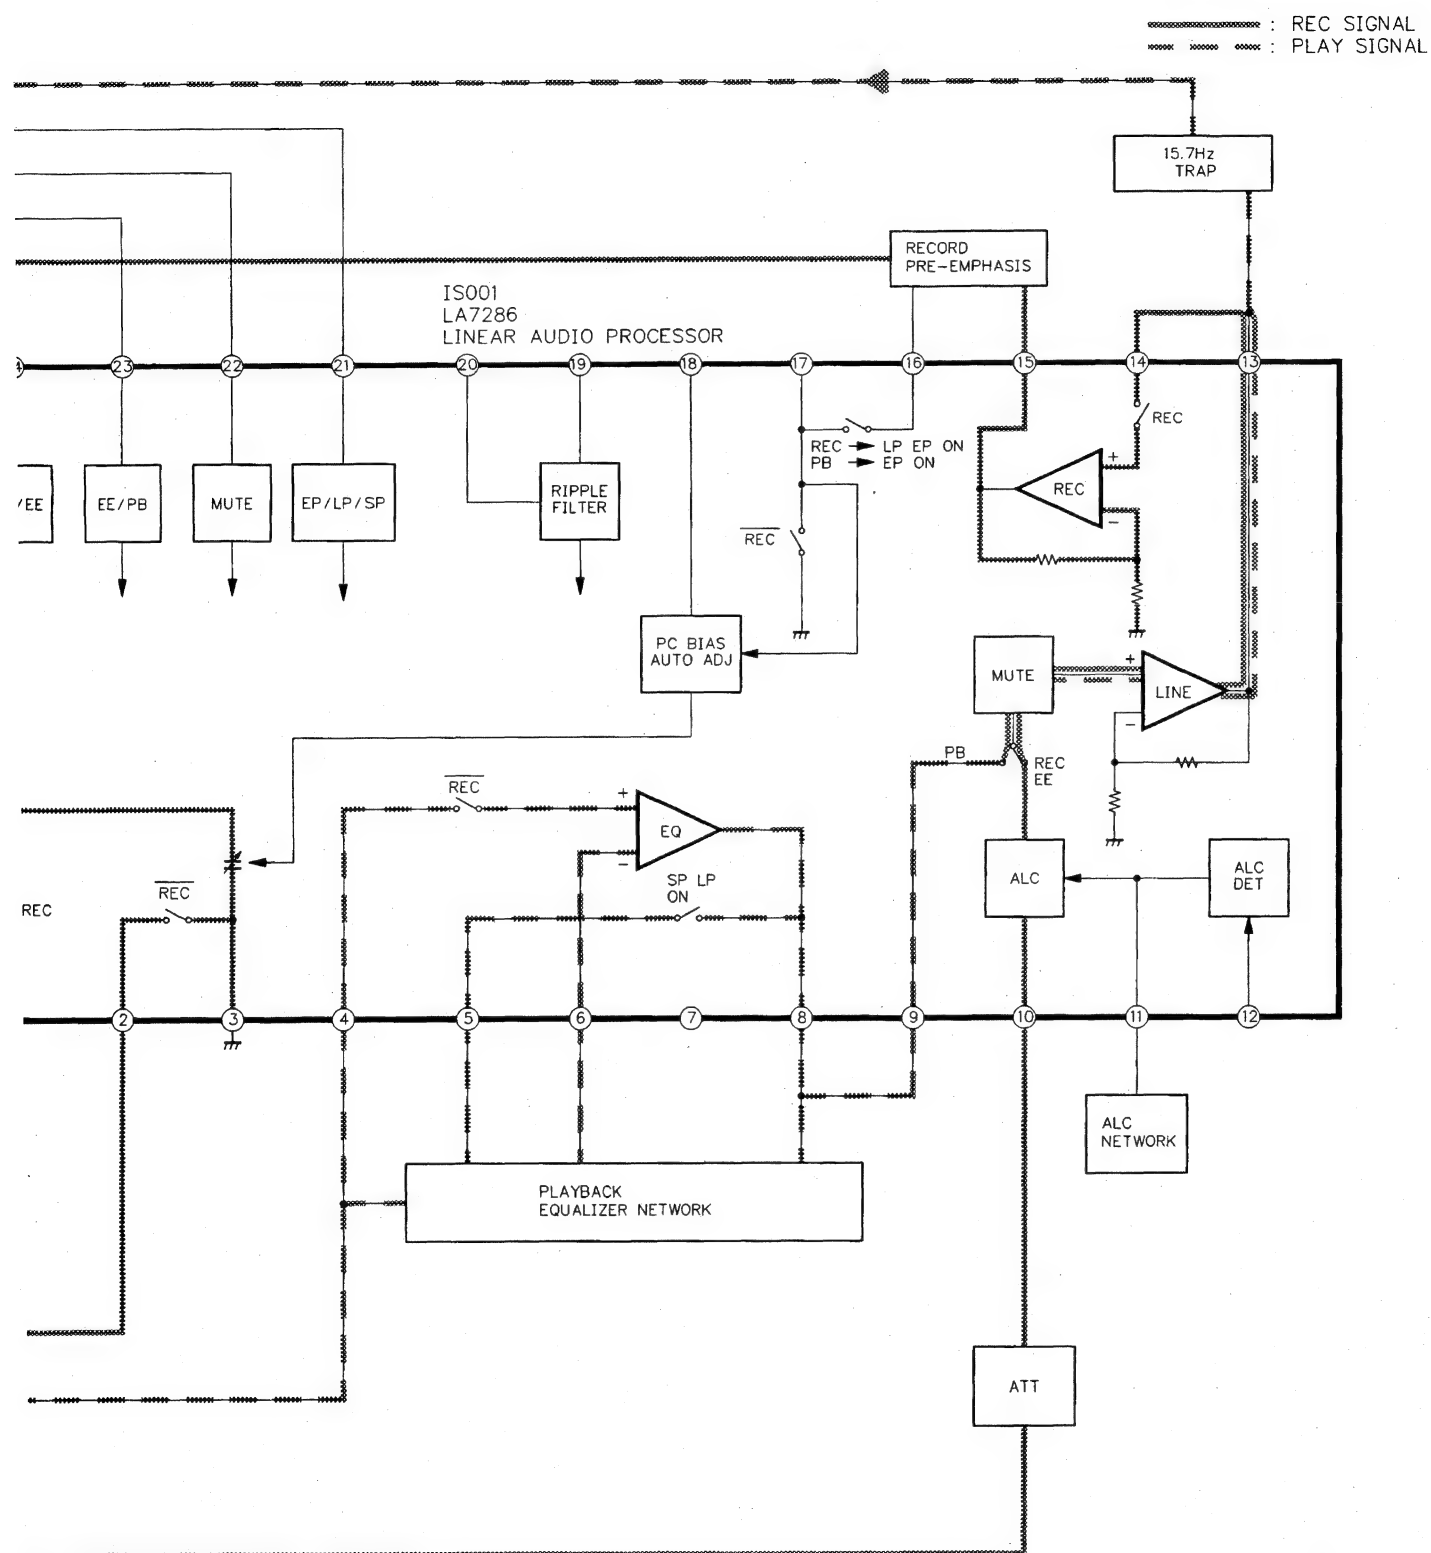 : REC SIGNAL
: PLAY SIGNAL
15.7Hz
TRAP
RECORD
PRE-EMPHASIS
IS001
LA7286
LINEAR AUDIO PROCESSOR
23
22
21
20
19
18
17
16
15
14
13
REC
REC → LP EP ON
PB → EP ON
/EE
EE/PB
MUTE
EP/LP/SP
RIPPLE
FILTER
REC
+
REC
−
PC BIAS
AUTO ADJ
MUTE
+
LINE
−
PB
REC
EE
REC
+
EQ
−
SP LP
ON
ALC
ALC
DET
REC
REC
2
3
4
5
6
7
8
9
10
11
12
ALC
NETWORK
PLAYBACK
EQUALIZER NETWORK
ATT